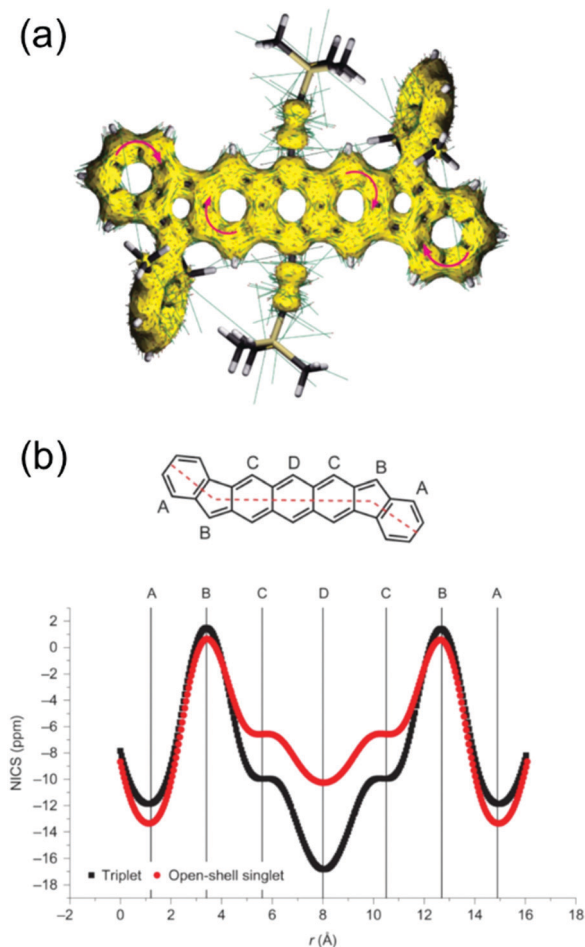 (a)
(b)
C D C B
A B A
A B C D C B A
2
0
−2
−4
−6
−8
−10
−12
−14
−16
−18
NICS (ppm)
Triplet Open-shell singlet
−2 0 2 4 6 8 10 12 14 16 18
r (Å)